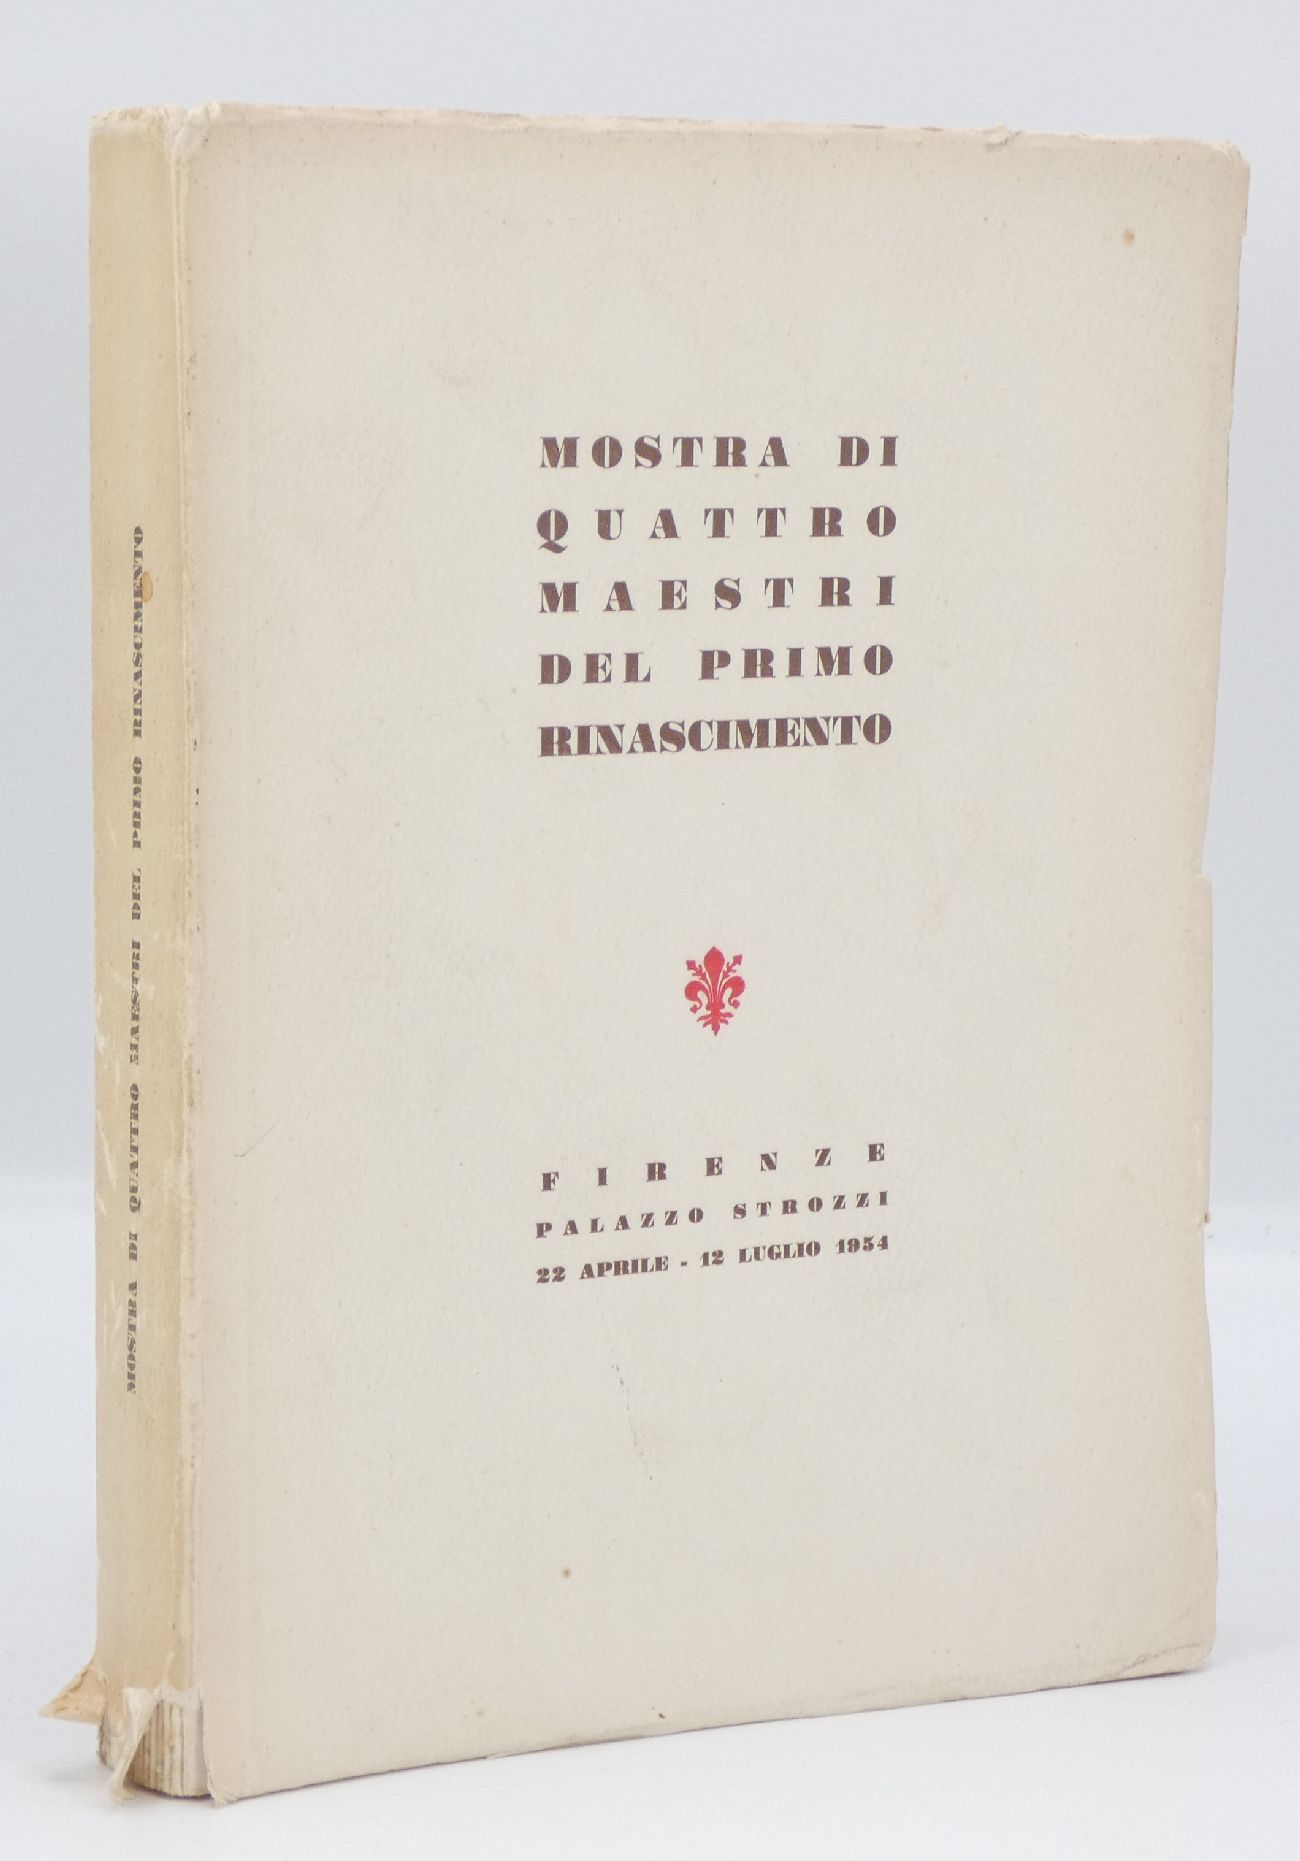 MOSTRA DI QUATTRO MAESTRI DEL PRIMO RINASCIMENTO
MOSTRA DI
QUATTRO
MAESTRI
DEL PRIMO
RINASCIMENTO
FIRENZE
PALAZZO STROZZI
22 APRILE - 12 LUGLIO 1954